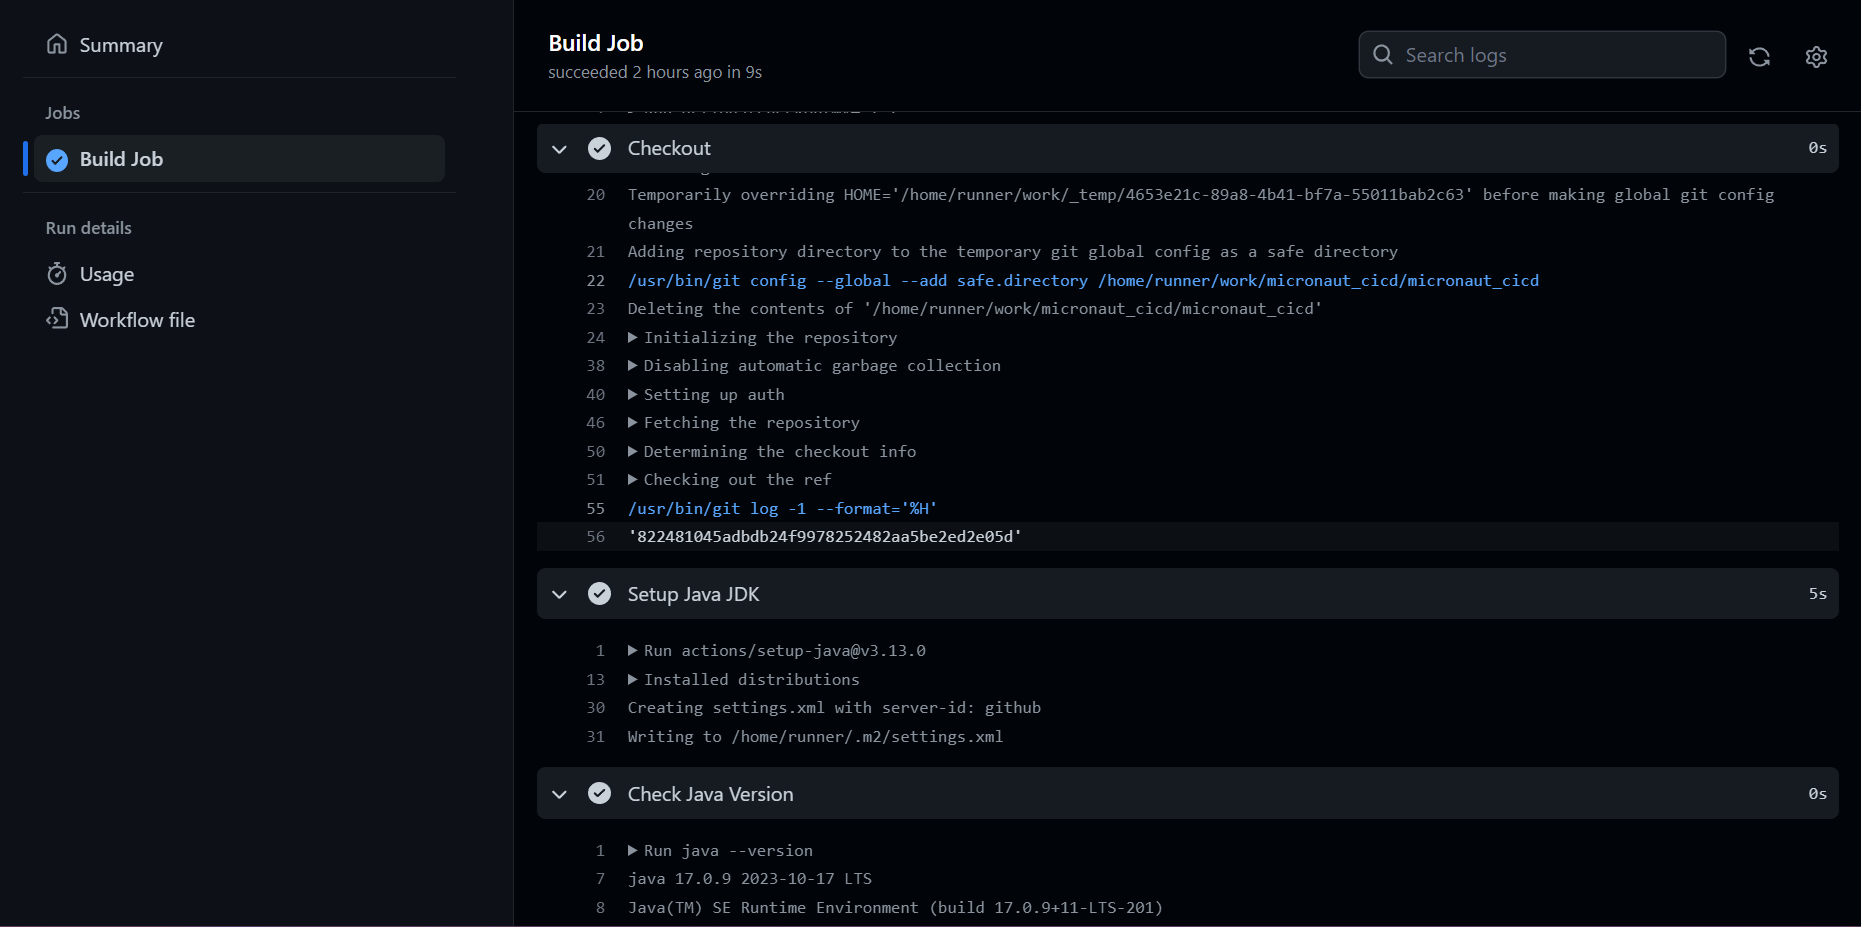 Summary
Jobs
Build Job
Run details
Usage
Workflow file
Build Job
succeeded 2 hours ago in 9s
Search logs
Checkout 0s
20 Temporarily overriding HOME='/home/runner/work/_temp/4653e21c-89a8-4b41-bf7a-55011bab2c63' before making global git config
changes
21 Adding repository directory to the temporary git global config as a safe directory
22 /usr/bin/git config --global --add safe.directory /home/runner/work/micronaut_cicd/micronaut_cicd
23 Deleting the contents of '/home/runner/work/micronaut_cicd/micronaut_cicd'
24 Initializing the repository
38 Disabling automatic garbage collection
40 Setting up auth
46 Fetching the repository
50 Determining the checkout info
51 Checking out the ref
55 /usr/bin/git log -1 --format='%H'
56 '822481045adbdb24f9978252482aa5be2ed2e05d'
Setup Java JDK 5s
1 Run actions/setup-java@v3.13.0
13 Installed distributions
30 Creating settings.xml with server-id: github
31 Writing to /home/runner/.m2/settings.xml
Check Java Version 0s
1 Run java --version
7 java 17.0.9 2023-10-17 LTS
8 Java(TM) SE Runtime Environment (build 17.0.9+11-LTS-201)